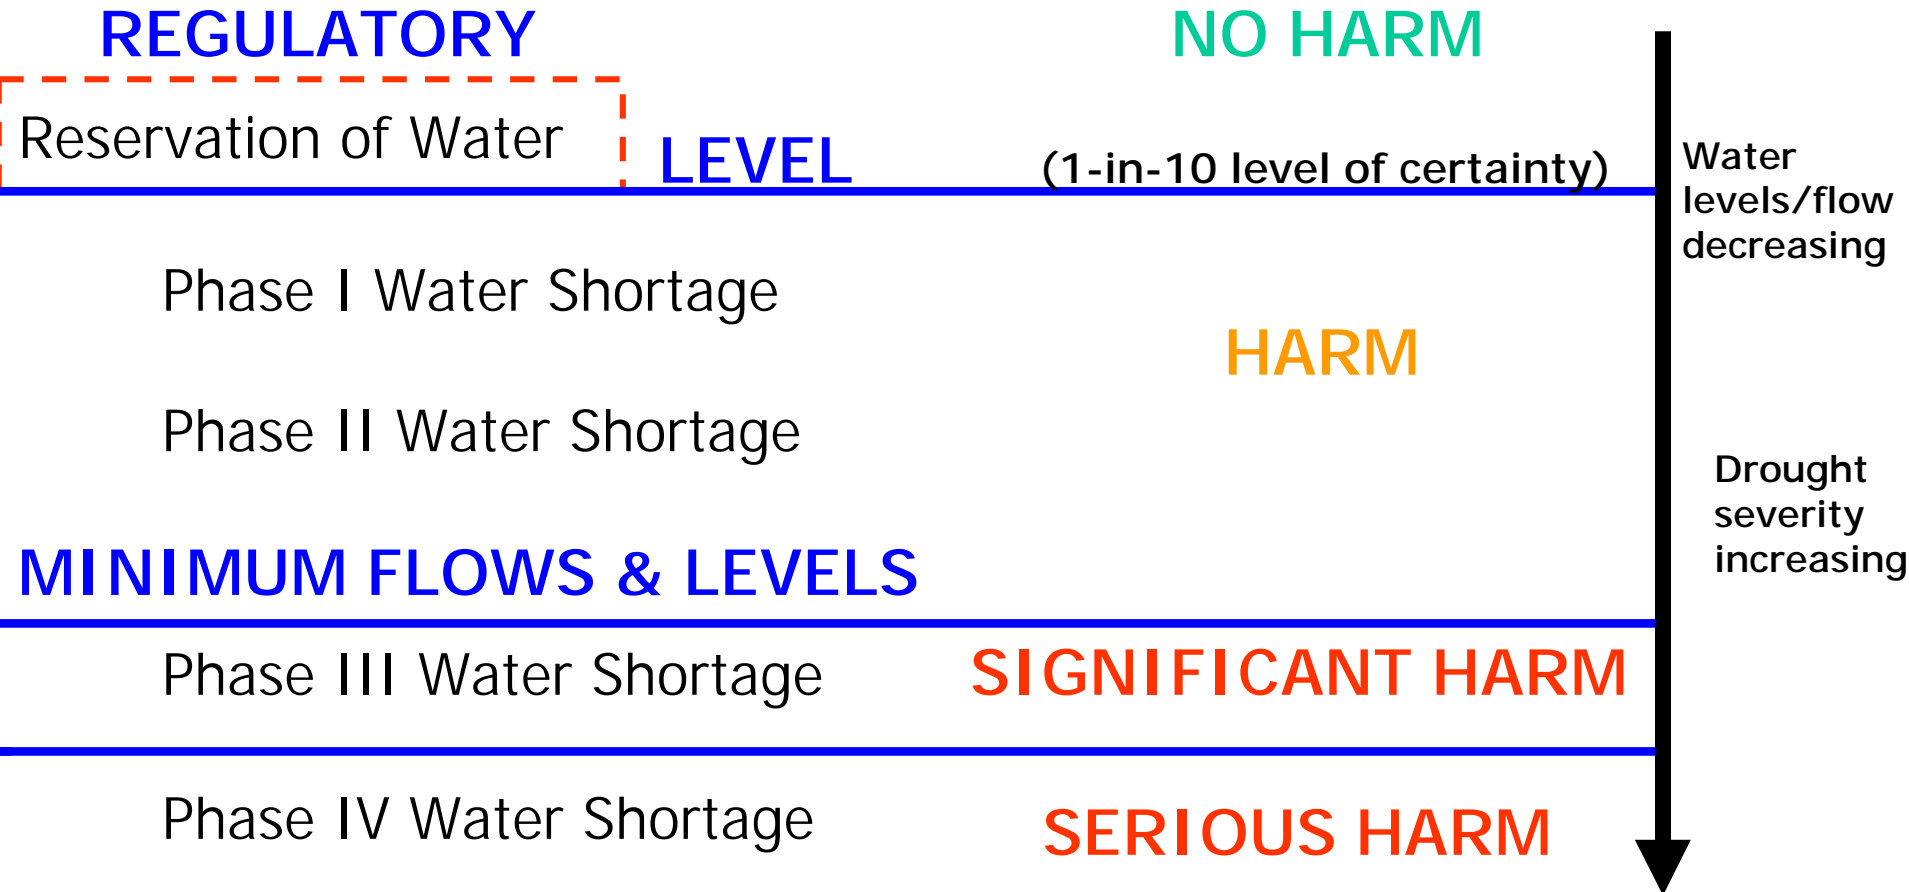 REGULATORY
NO HARM
Reservation of Water
LEVEL
(1-in-10 level of certainty)
Water
levels/flow
decreasing
Phase I Water Shortage
HARM
Phase II Water Shortage
Drought
severity
increasing
MINIMUM FLOWS & LEVELS
Phase III Water Shortage
SIGNIFICANT HARM
Phase IV Water Shortage
SERIOUS HARM